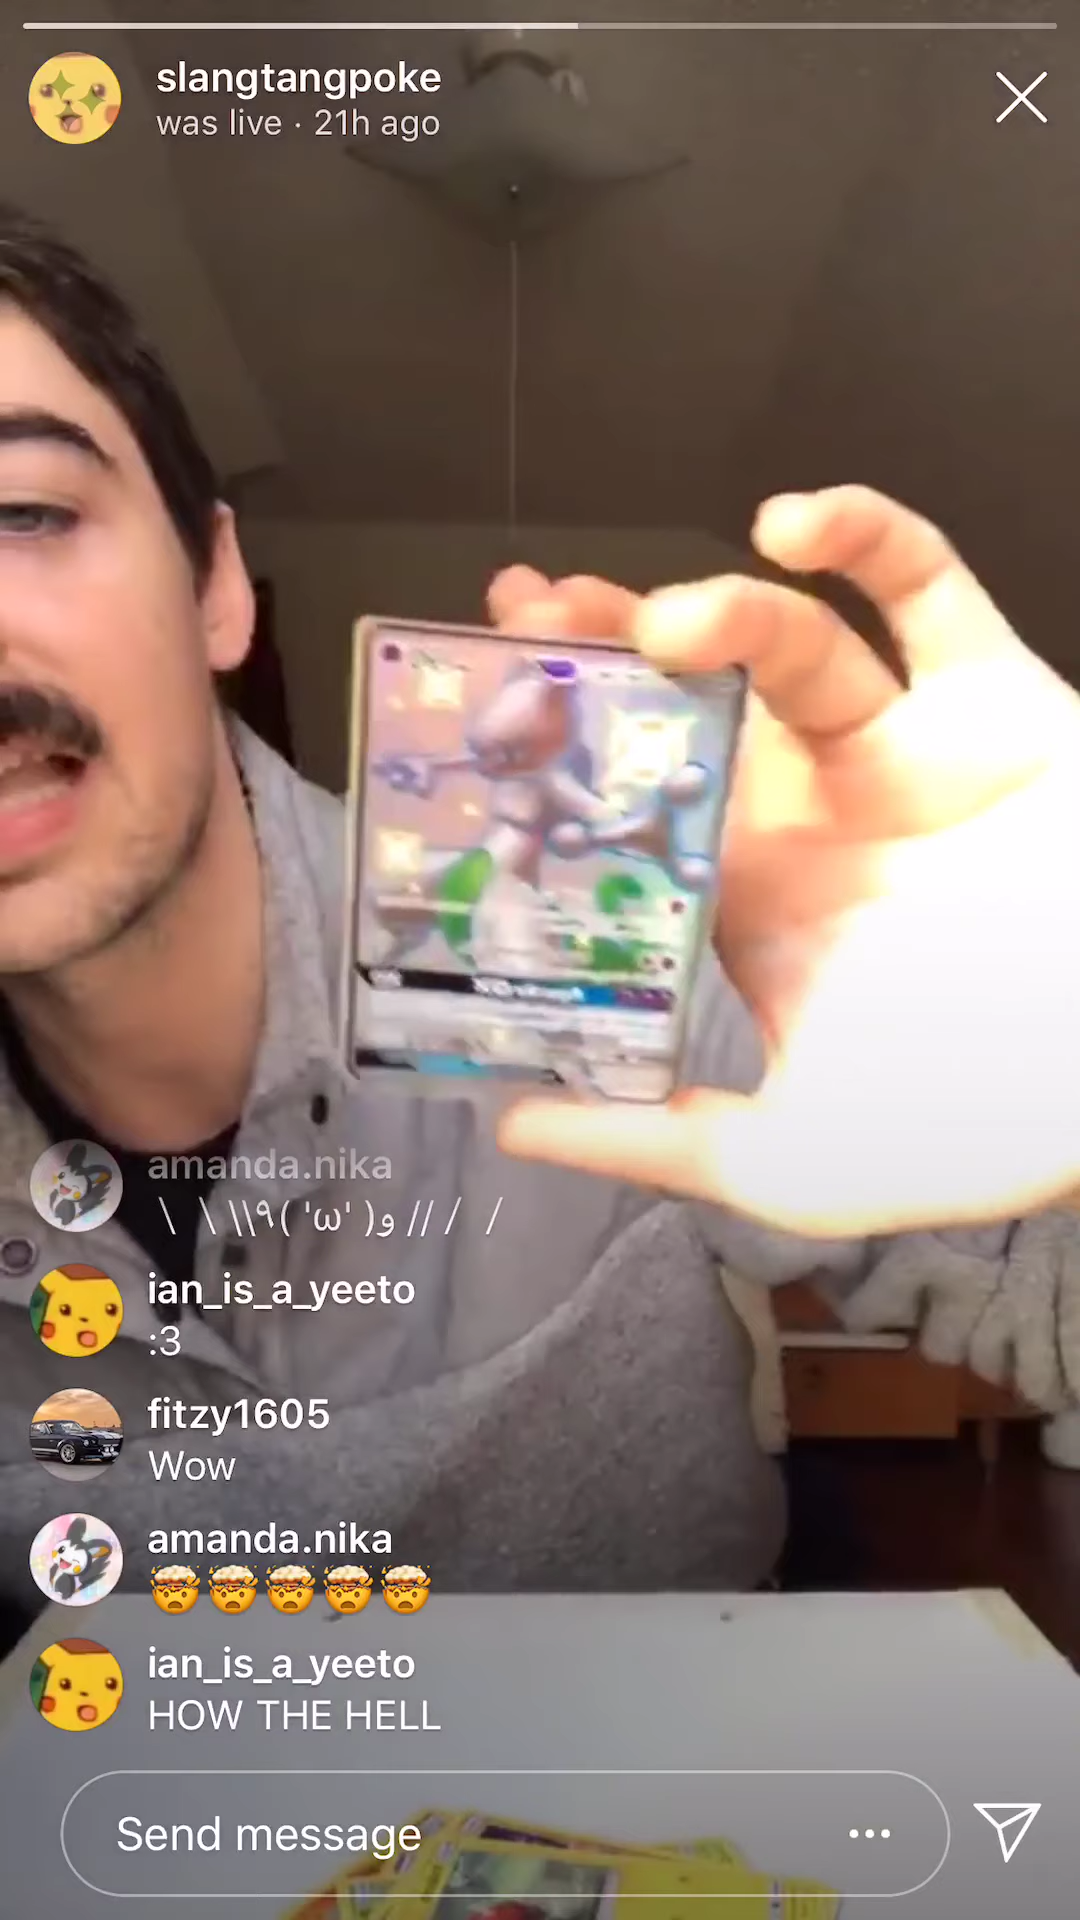 slangtangpoke
was live · 21h ago
amanda.nika
\ \ \\٩( 'ω' )و // / /
ian_is_a_yeeto
:3
fitzy1605
Wow
amanda.nika
🤯🤯🤯🤯🤯
ian_is_a_yeeto
HOW THE HELL
Send message